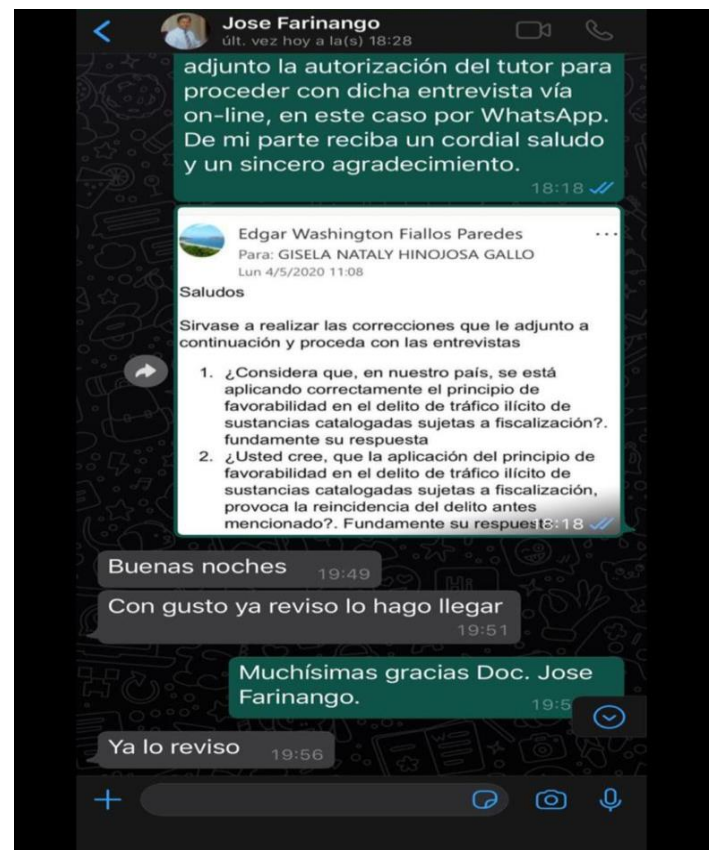 Jose Farinango
últ. vez hoy a la(s) 18:28
adjunto la autorización del tutor para
proceder con dicha entrevista vía
on-line, en este caso por WhatsApp.
De mi parte reciba un cordial saludo
y un sincero agradecimiento.
18:18
Edgar Washington Fiallos Paredes
Para: GISELA NATALY HINOJOSA GALLO
Lun 4/5/2020 11:08
Saludos
Sirvase a realizar las correcciones que le adjunto a
continuación y proceda con las entrevistas
1. ¿Considera que, en nuestro país, se está
aplicando correctamente el principio de
favorabilidad en el delito de tráfico ilícito de
sustancias catalogadas sujetas a fiscalización?.
fundamente su respuesta
2. ¿Usted cree, que la aplicación del principio de
favorabilidad en el delito de tráfico ilícito de
sustancias catalogadas sujetas a fiscalización,
provoca la reincidencia del delito antes
mencionado?. Fundamente su
18:18
Buenas noches 19:49
Con gusto ya reviso lo hago llegar
19:51
Muchísimas gracias Doc. Jose
Farinango.
Ya lo reviso 19:56